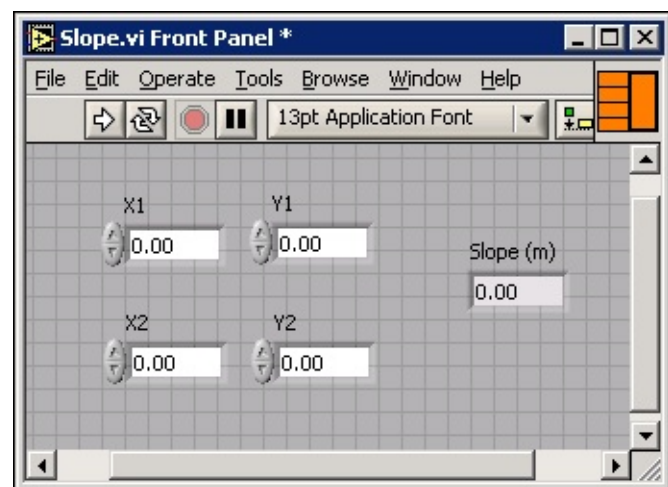 Slope.vi Front Panel *
File Edit Operate Tools Browse Window Help
13pt Application Font
X1 Y1
0.00 0.00
Slope (m)
0.00
X2 Y2
0.00 0.00